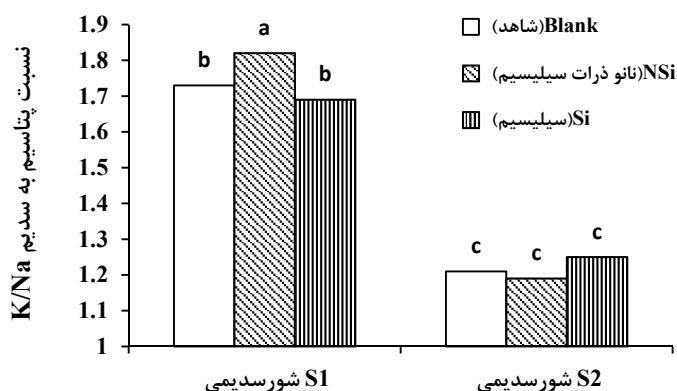 نسبت پتاسیم به سدیم K/Na
1.9
1.8
1.7
1.6
1.5
1.4
1.3
1.2
1.1
1
b
a
b
c
c
c
Blank(شاهد)
NSi(نانو ذرات سیلیسیم)
Si(سیلیسیم)
شورسدیمی S1
شورسدیمی S2